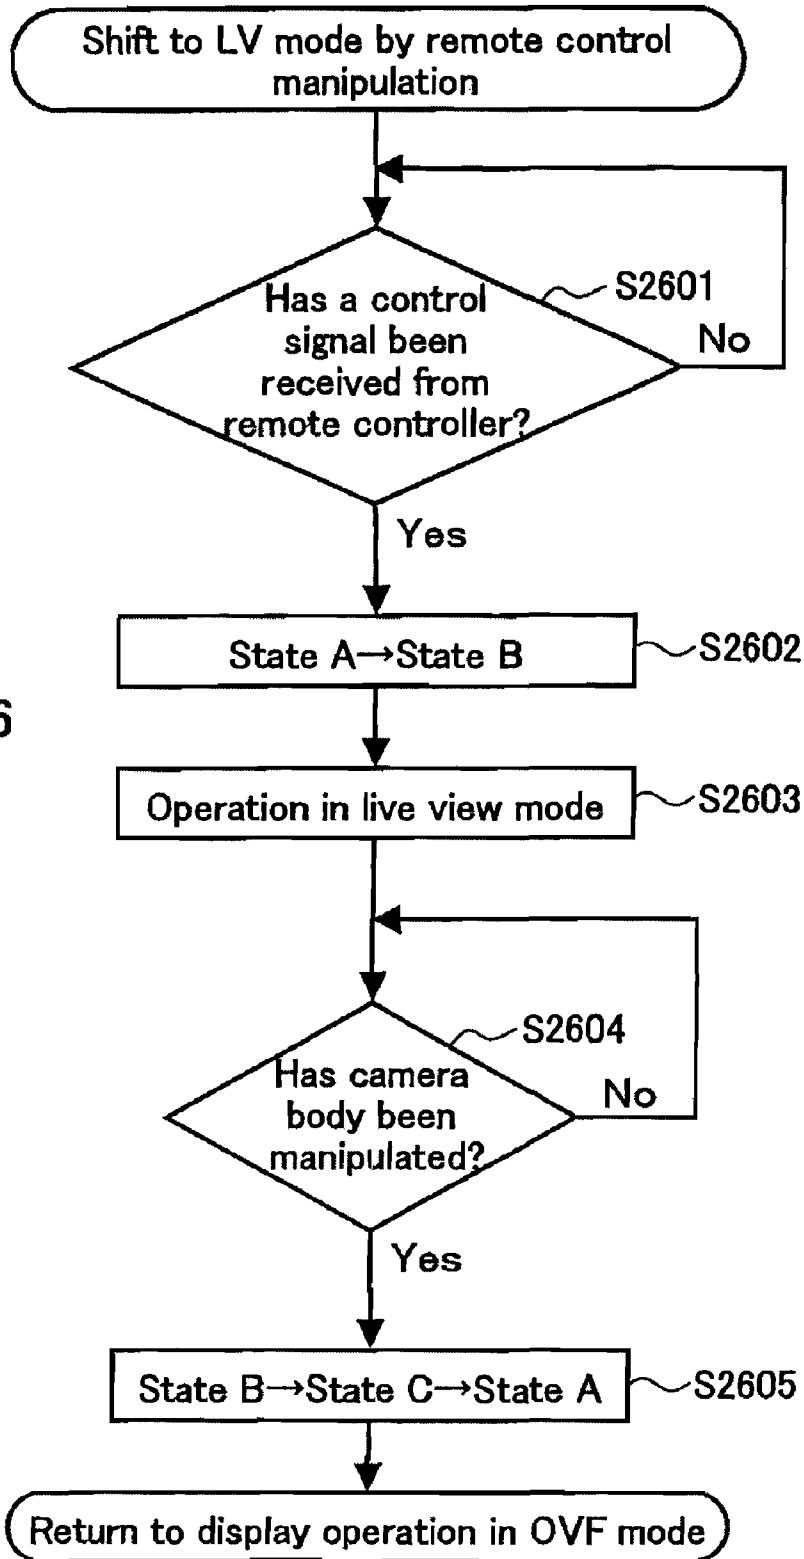 Shift to LV mode by remote control
manipulation
S2601
Has a control
signal been
received from
remote controller?
No
Yes
State A→State B
S2602
6
Operation in live view mode
S2603
S2604
Has camera
body been
manipulated?
No
Yes
State B→State C→State A
S2605
Return to display operation in OVF mode